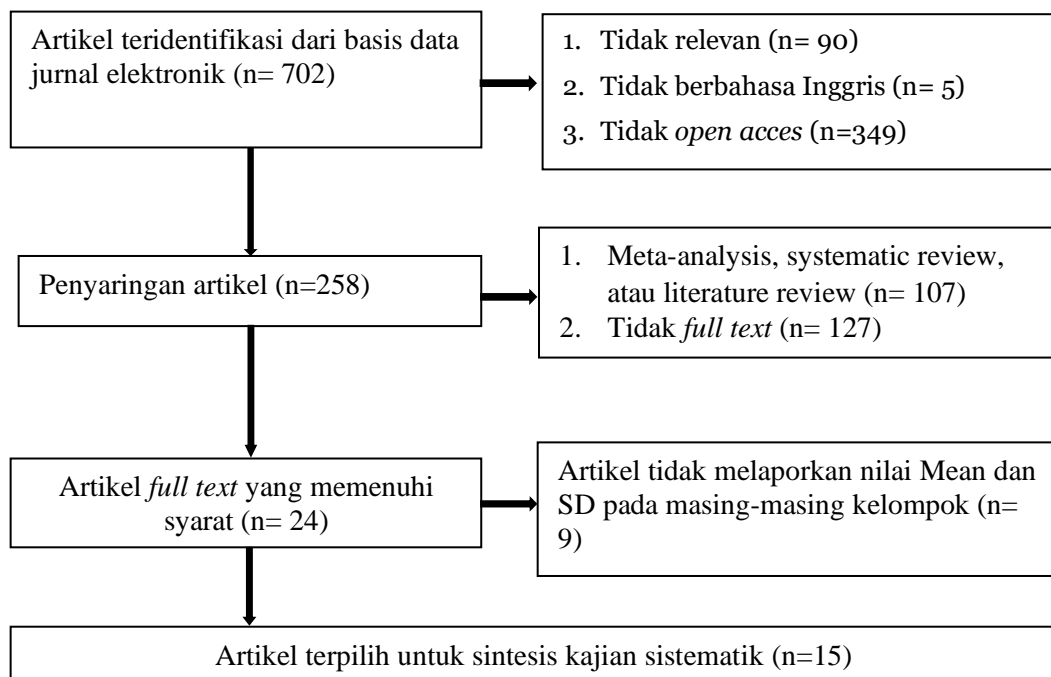 Artikel teridentifikasi dari basis data
jurnal elektronik (n= 702)
1. Tidak relevan (n= 90)
2. Tidak berbahasa Inggris (n= 5)
3. Tidak open acces (n=349)
Penyaringan artikel (n=258)
1. Meta-analysis, systematic review,
atau literature review (n= 107)
2. Tidak full text (n= 127)
Artikel full text yang memenuhi
syarat (n= 24)
Artikel tidak melaporkan nilai Mean dan
SD pada masing-masing kelompok (n=
9)
Artikel terpilih untuk sintesis kajian sistematik (n=15)